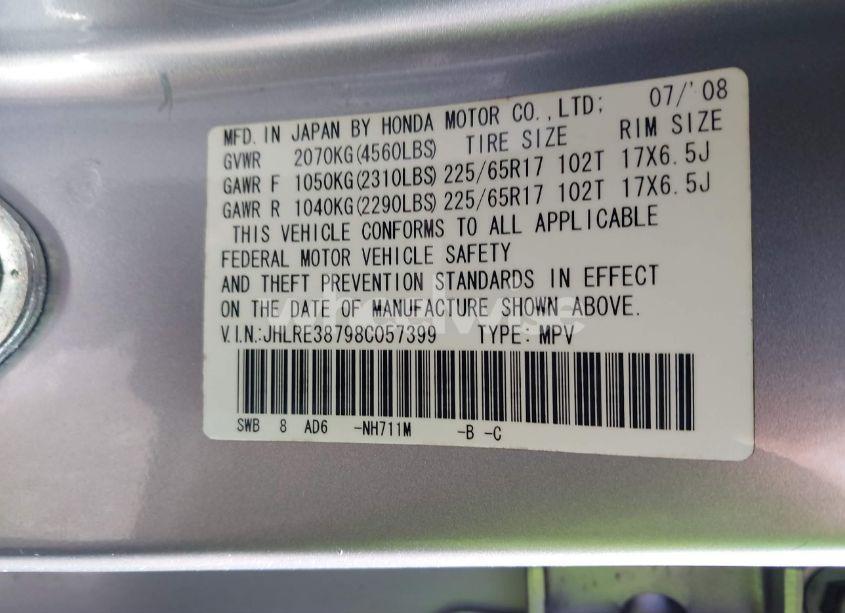 MFD. IN JAPAN BY HONDA MOTOR CO., LTD; 07/'08
GVWR 2070KG(4560LBS) TIRE SIZE RIM SIZE
GAWR F 1050KG(2310LBS) 225/65R17 102T 17X6.5J
GAWR R 1040KG(2290LBS) 225/65R17 102T 17X6.5J
THIS VEHICLE CONFORMS TO ALL APPLICABLE
FEDERAL MOTOR VEHICLE SAFETY
AND THEFT PREVENTION STANDARDS IN EFFECT
ON THE DATE OF MANUFACTURE SHOWN ABOVE.
V.I.N.:JHLRE38798C057399 TYPE: MPV
SWB 8 AD6 -NH711M -B -C